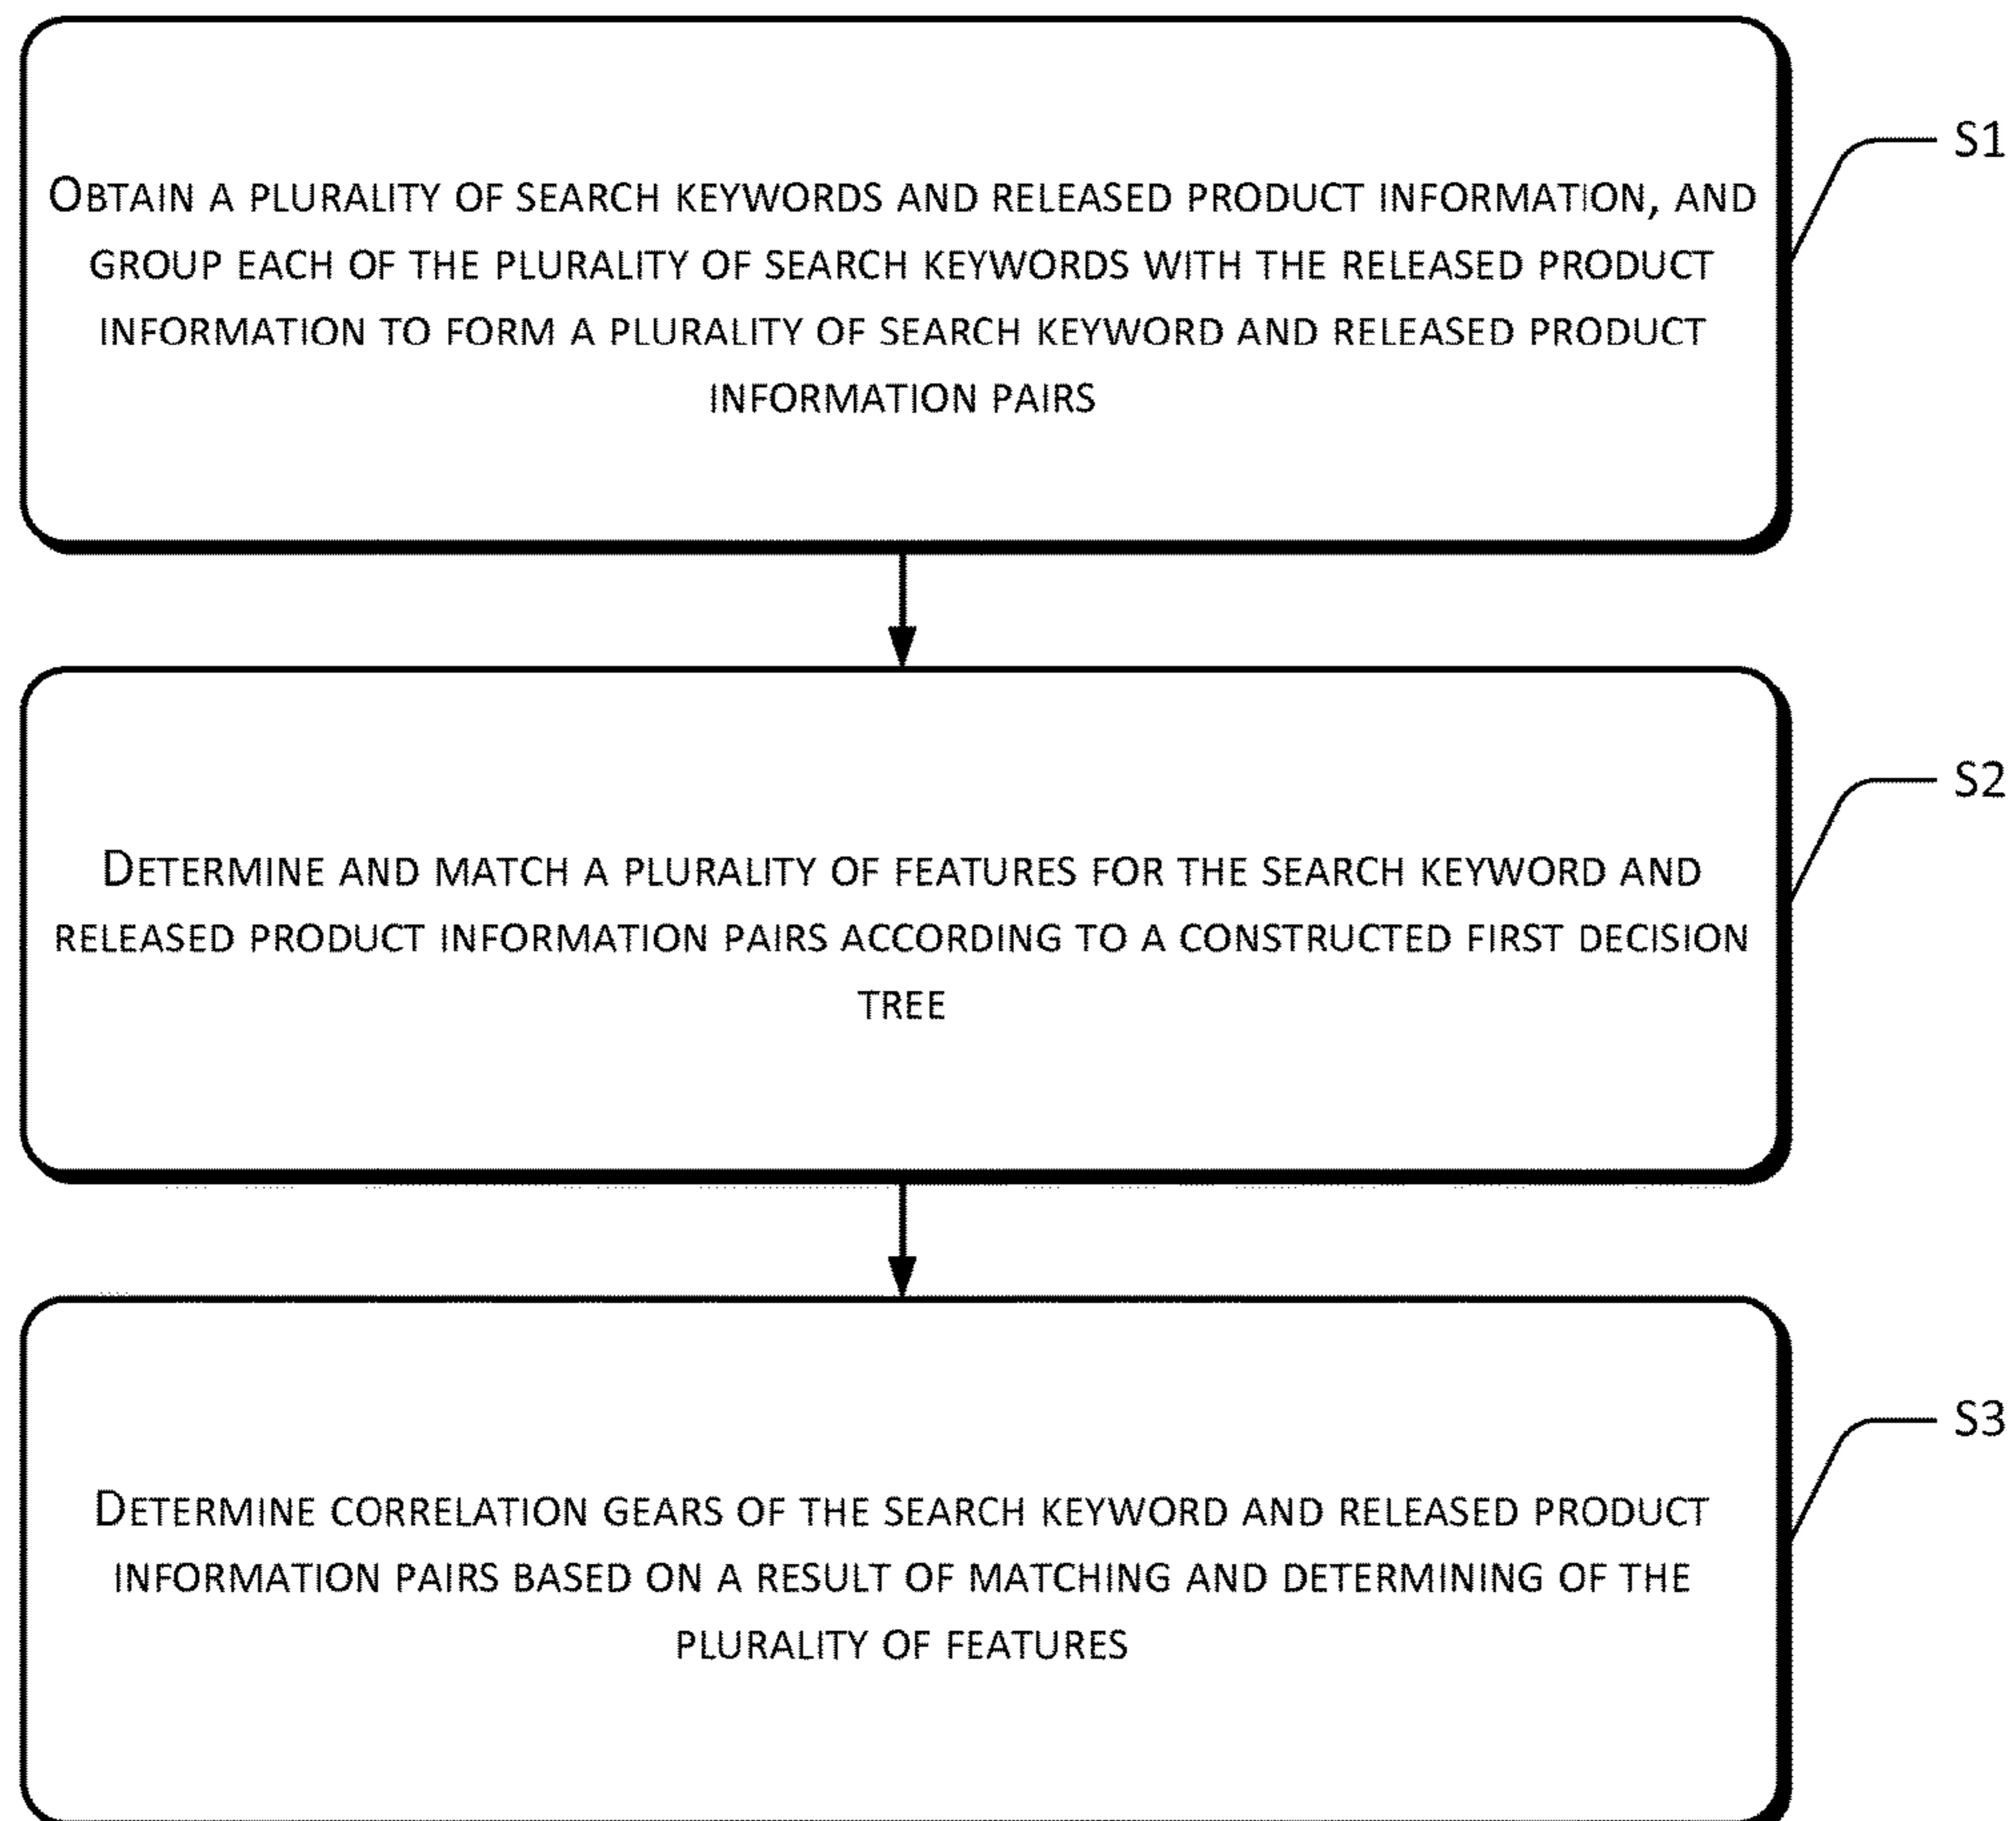 OBTAIN A PLURALITY OF SEARCH KEYWORDS AND RELEASED PRODUCT INFORMATION, AND
GROUP EACH OF THE PLURALITY OF SEARCH KEYWORDS WITH THE RELEASED PRODUCT
INFORMATION TO FORM A PLURALITY OF SEARCH KEYWORD AND RELEASED PRODUCT
INFORMATION PAIRS
S1
DETERMINE AND MATCH A PLURALITY OF FEATURES FOR THE SEARCH KEYWORD AND
RELEASED PRODUCT INFORMATION PAIRS ACCORDING TO A CONSTRUCTED FIRST DECISION
TREE
S2
DETERMINE CORRELATION GEARS OF THE SEARCH KEYWORD AND RELEASED PRODUCT
INFORMATION PAIRS BASED ON A RESULT OF MATCHING AND DETERMINING OF THE
PLURALITY OF FEATURES
S3